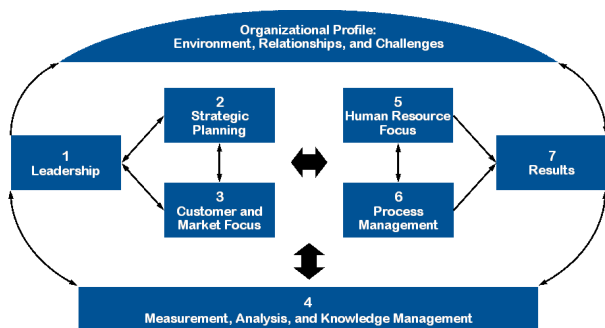 Organizational Profile:
Environment, Relationships, and Challenges
2
Strategic
Planning
5
Human Resource
Focus
1
Leadership
7
Results
3
Customer and
Market Focus
6
Process
Management
4
Measurement, Analysis, and Knowledge Management